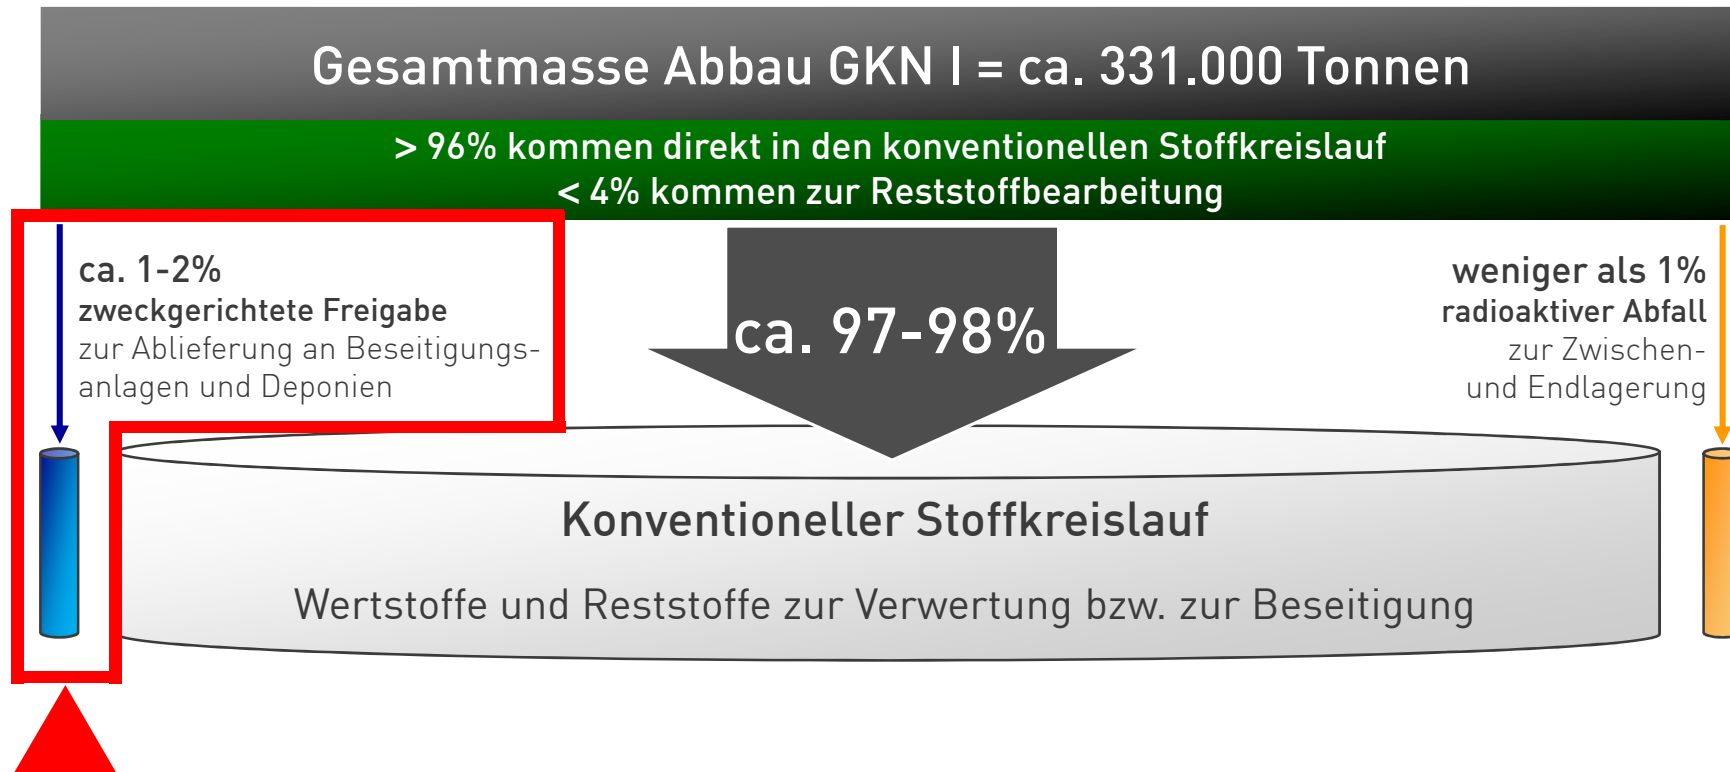 Gesamtmasse Abbau GKN I = ca. 331.000 Tonnen
> 96% kommen direkt in den konventionellen Stoffkreislauf
< 4% kommen zur Reststoffbearbeitung
ca. 1-2%
zweckgerichtete Freigabe
zur Ablieferung an Beseitigungs-
anlagen und Deponien
ca. 97-98%
weniger als 1%
radioaktiver Abfall
zur Zwischen-
und Endlagerung
Konventioneller Stoffkreislauf
Wertstoffe und Reststoffe zur Verwertung bzw. zur Beseitigung